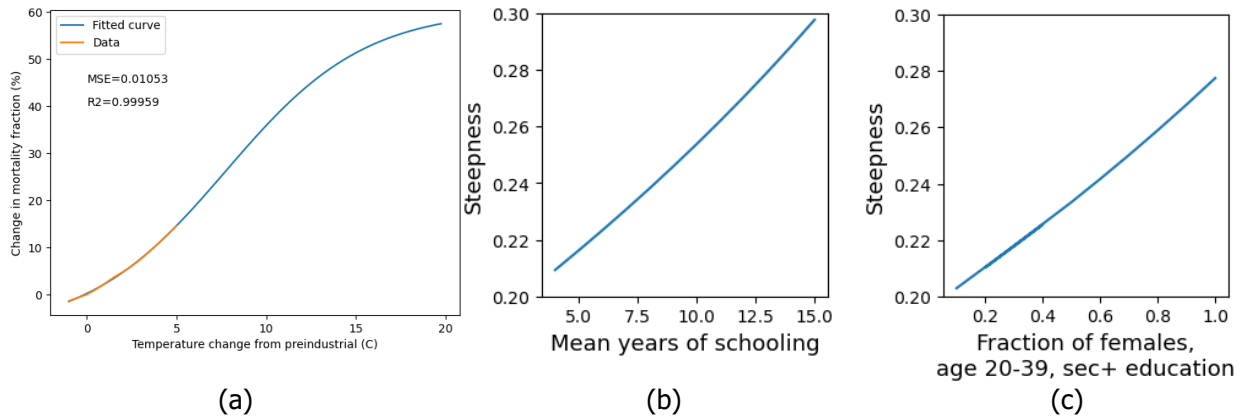 60
50
40
30
20
10
0
Change in mortality fraction (%)
Fitted curve
Data
MSE=0.01053
R2=0.99959
0
5
10
15
20
Temperature change from preindustrial (C)
(a)
0.30
0.28
0.26
0.24
0.22
0.20
Steepness
5.0
7.5
10.0
12.5
15.0
Mean years of schooling
(b)
0.30
0.28
0.26
0.24
0.22
0.20
Steepness
0.2
0.4
0.6
0.8
1.0
Fraction of females,
age 20-39, sec+ education
(c)